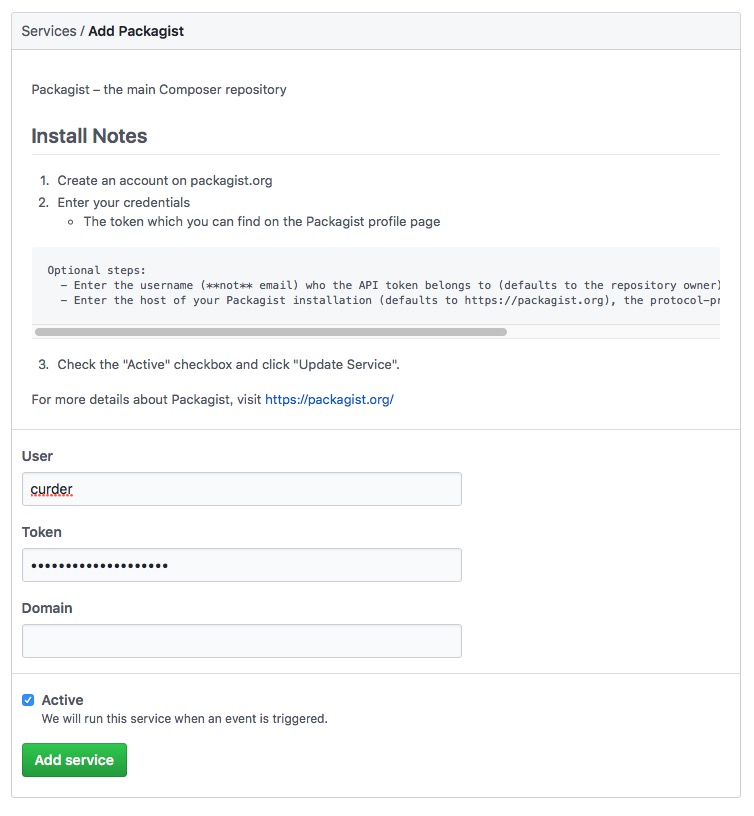 Services / Add Packagist
Packagist – the main Composer repository
Install Notes
1. Create an account on packagist.org
2. Enter your credentials
◦ The token which you can find on the Packagist profile page
Optional steps:
– Enter the username (**not** email) who the API token belongs to (defaults to the repository owner)
– Enter the host of your Packagist installation (defaults to https://packagist.org), the protocol-pr
3. Check the "Active" checkbox and click "Update Service".
For more details about Packagist, visit https://packagist.org/
User
curder
Token
••••••••••••••••••••
Domain
Active
We will run this service when an event is triggered.
Add service